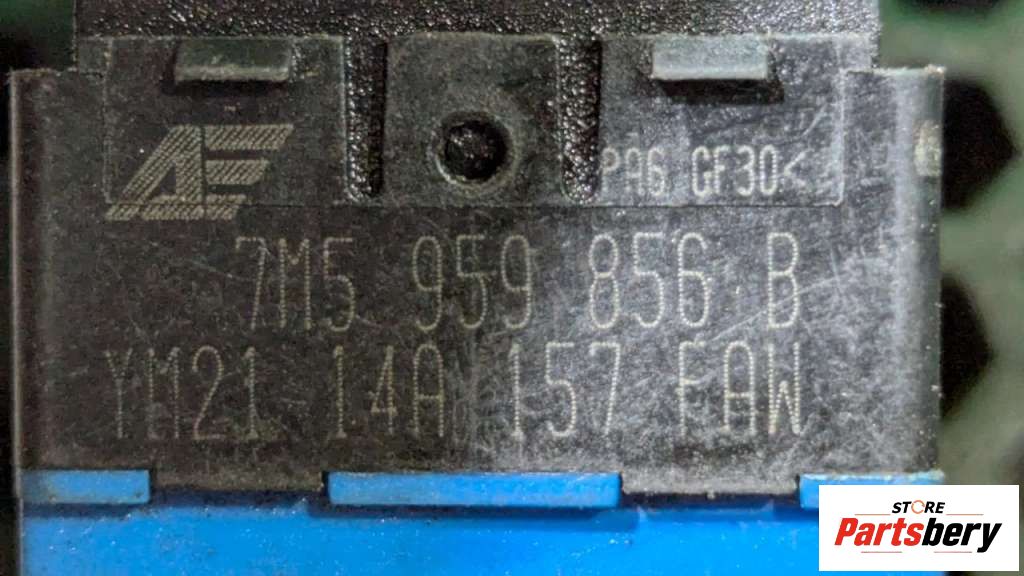 AE
PA6 GF30<
7M5 959 856 B
YM21 14A 157 FAW
STORE
Partsbery